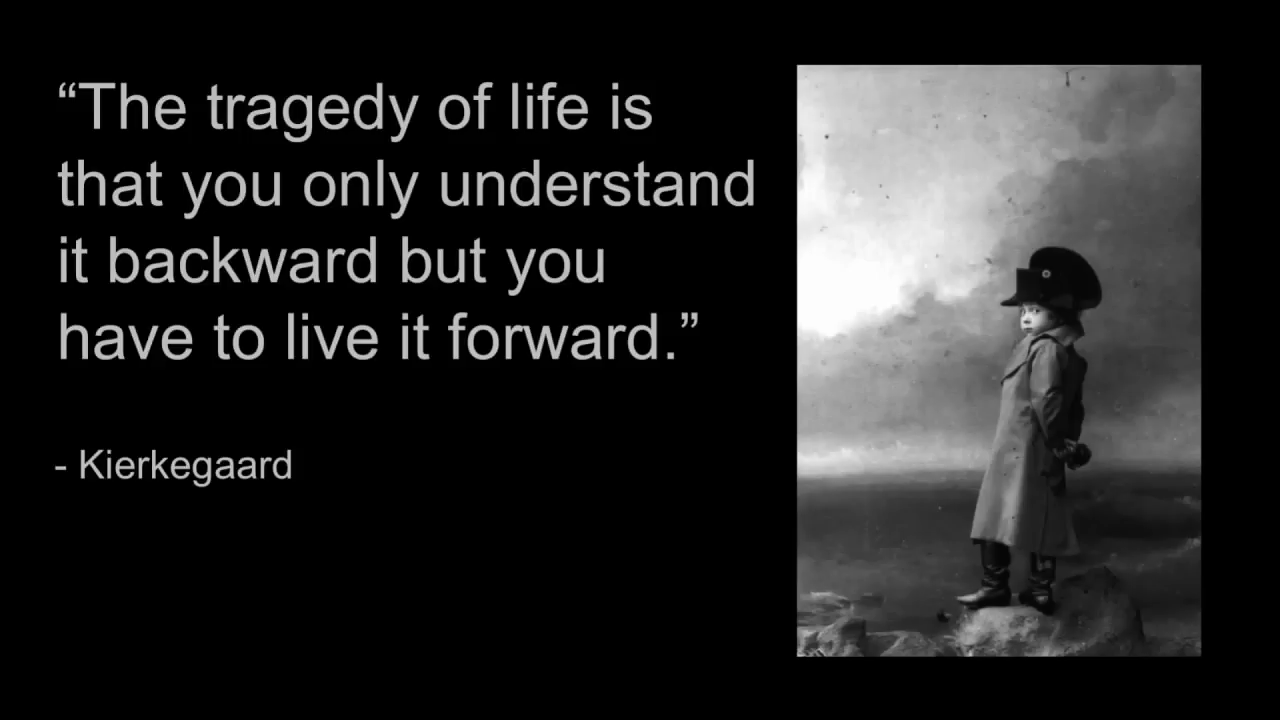 “The tragedy of life is
that you only understand
it backward but you
have to live it forward.”
- Kierkegaard